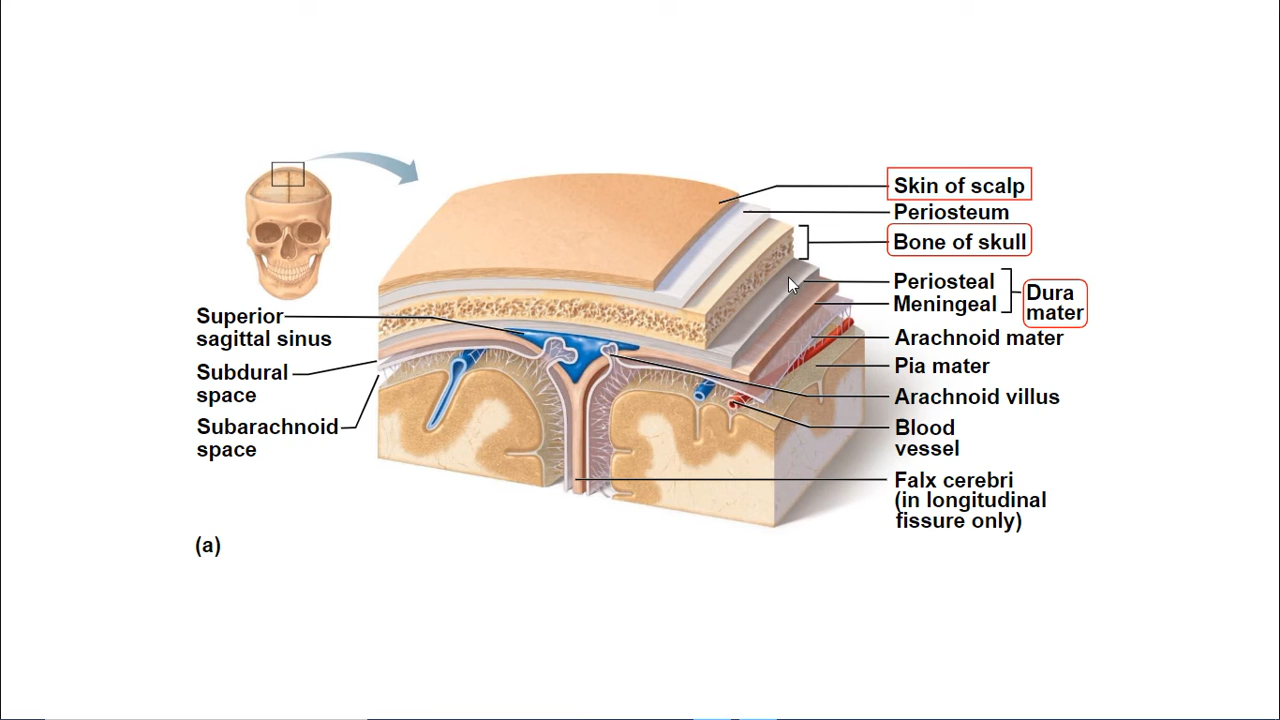 Skin of scalp
Periosteum
Bone of skull
Periosteal
Meningeal
Dura
mater
Superior
sagittal sinus
Arachnoid mater
Pia mater
Subdural
space
Arachnoid villus
Subarachnoid
space
Blood
vessel
Falx cerebri
(in longitudinal
fissure only)
(a)